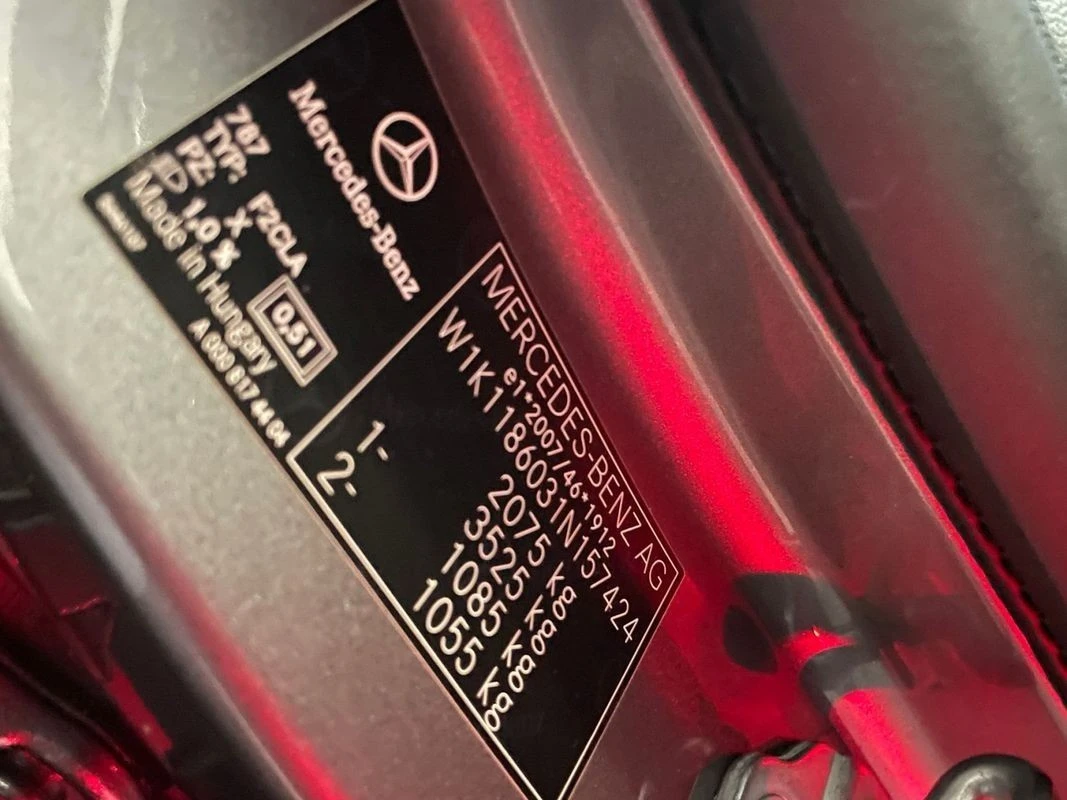 MERCEDES-BENZ AG
e1*2007/46*1912
W1K1186031N157424
2075 kg
3525 kg
1- 1085 kg
2- 1055 kg
Mercedes-Benz
787
TYP: F2CLA
PZ: X
1.0
0,51
Made in Hungary